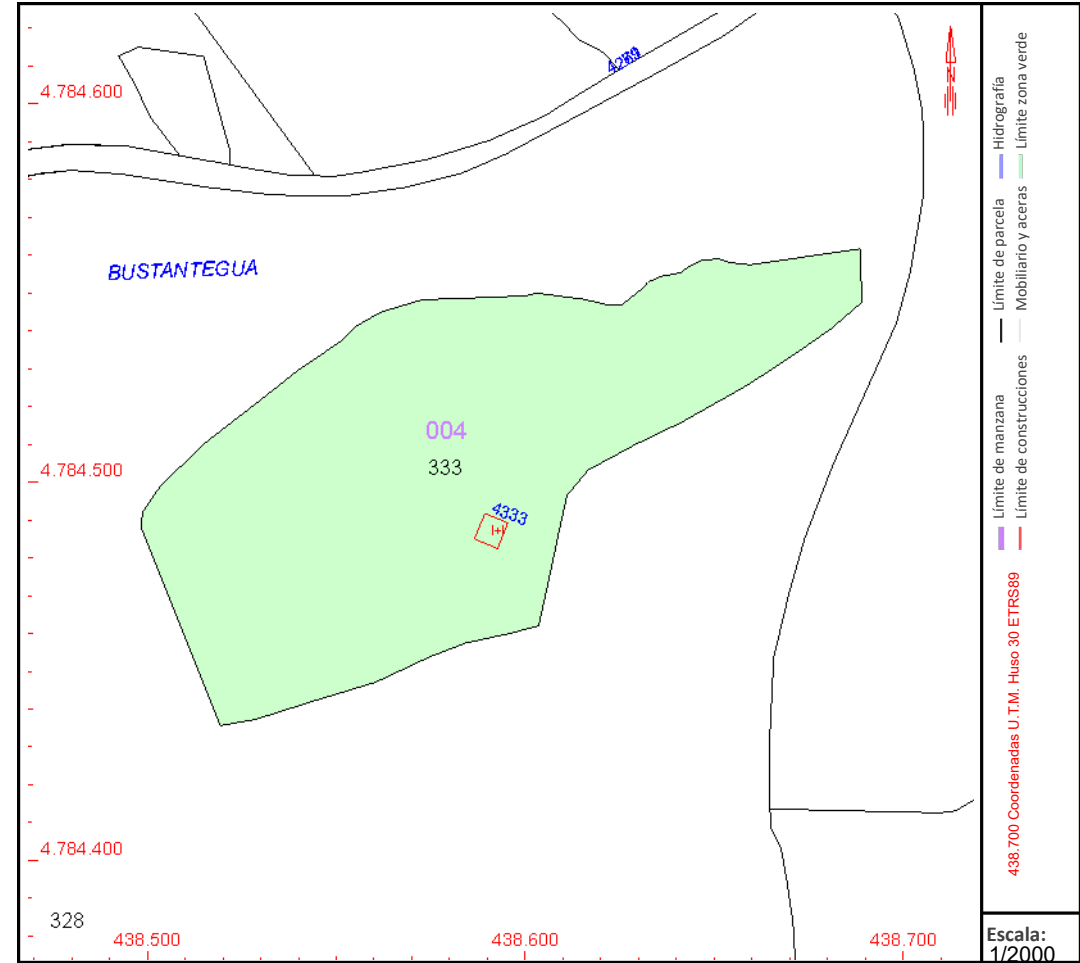 4.784.600
BUSTANTEGUA
004
333
4.784.500
4333
4.784.400
328
438.500
438.600
438.700
N
Hidrografía
Límite zona verde
Límite de parcela
Mobiliario y aceras
Límite de manzana
Límite de construcciones
438.700 Coordenadas U.T.M. Huso 30 ETRS89
Escala:
1/2000